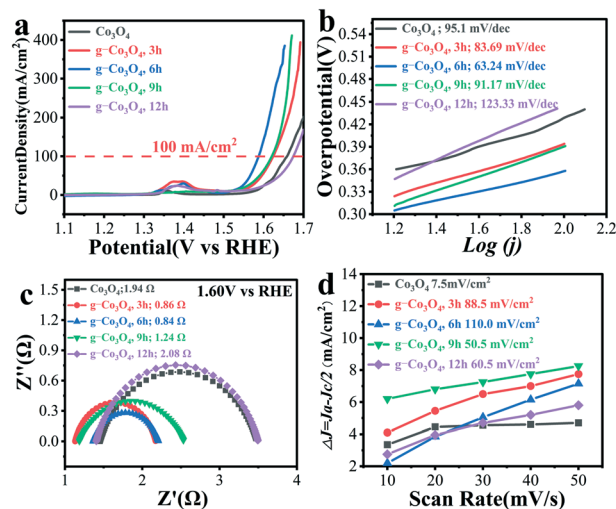 a
CurrentDensity(mA/cm²)
400
300
200
100
0
Co₃O₄
g−Co₃O₄, 3h
g−Co₃O₄, 6h
g−Co₃O₄, 9h
g−Co₃O₄, 12h
100 mA/cm²
1.1 1.2 1.3 1.4 1.5 1.6 1.7
Potential(V vs RHE)
b
Overpotential(V)
0.54
0.51
0.48
0.45
0.42
0.39
0.36
0.33
0.30
Co₃O₄ ; 95.1 mV/dec
g−Co₃O₄, 3h; 83.69 mV/dec
g−Co₃O₄, 6h; 63.24 mV/dec
g−Co₃O₄, 9h; 91.17 mV/dec
g−Co₃O₄, 12h; 123.33 mV/dec
1.0 1.2 1.4 1.6 1.8 2.0 2.2
Log (j)
c
Z''(Ω)
1.5
1.2
0.9
0.6
0.3
0.0
Co₃O₄;1.94 Ω
1.60V vs RHE
g−Co₃O₄, 3h; 0.86 Ω
g−Co₃O₄, 6h; 0.84 Ω
g−Co₃O₄, 9h; 1.24 Ω
g−Co₃O₄, 12h; 2.08 Ω
1 2 3 4
Z'(Ω)
d
△J=Ja-Jc/2 (mA/cm²)
14
12
10
8
6
4
2
Co₃O₄ 7.5mV/cm²
g−Co₃O₄, 3h 88.5 mV/cm²
g−Co₃O₄, 6h 110.0 mV/cm²
g−Co₃O₄, 9h 50.5 mV/cm²
g−Co₃O₄, 12h 60.5 mV/cm²
10 20 30 40 50
Scan Rate(mV/s)